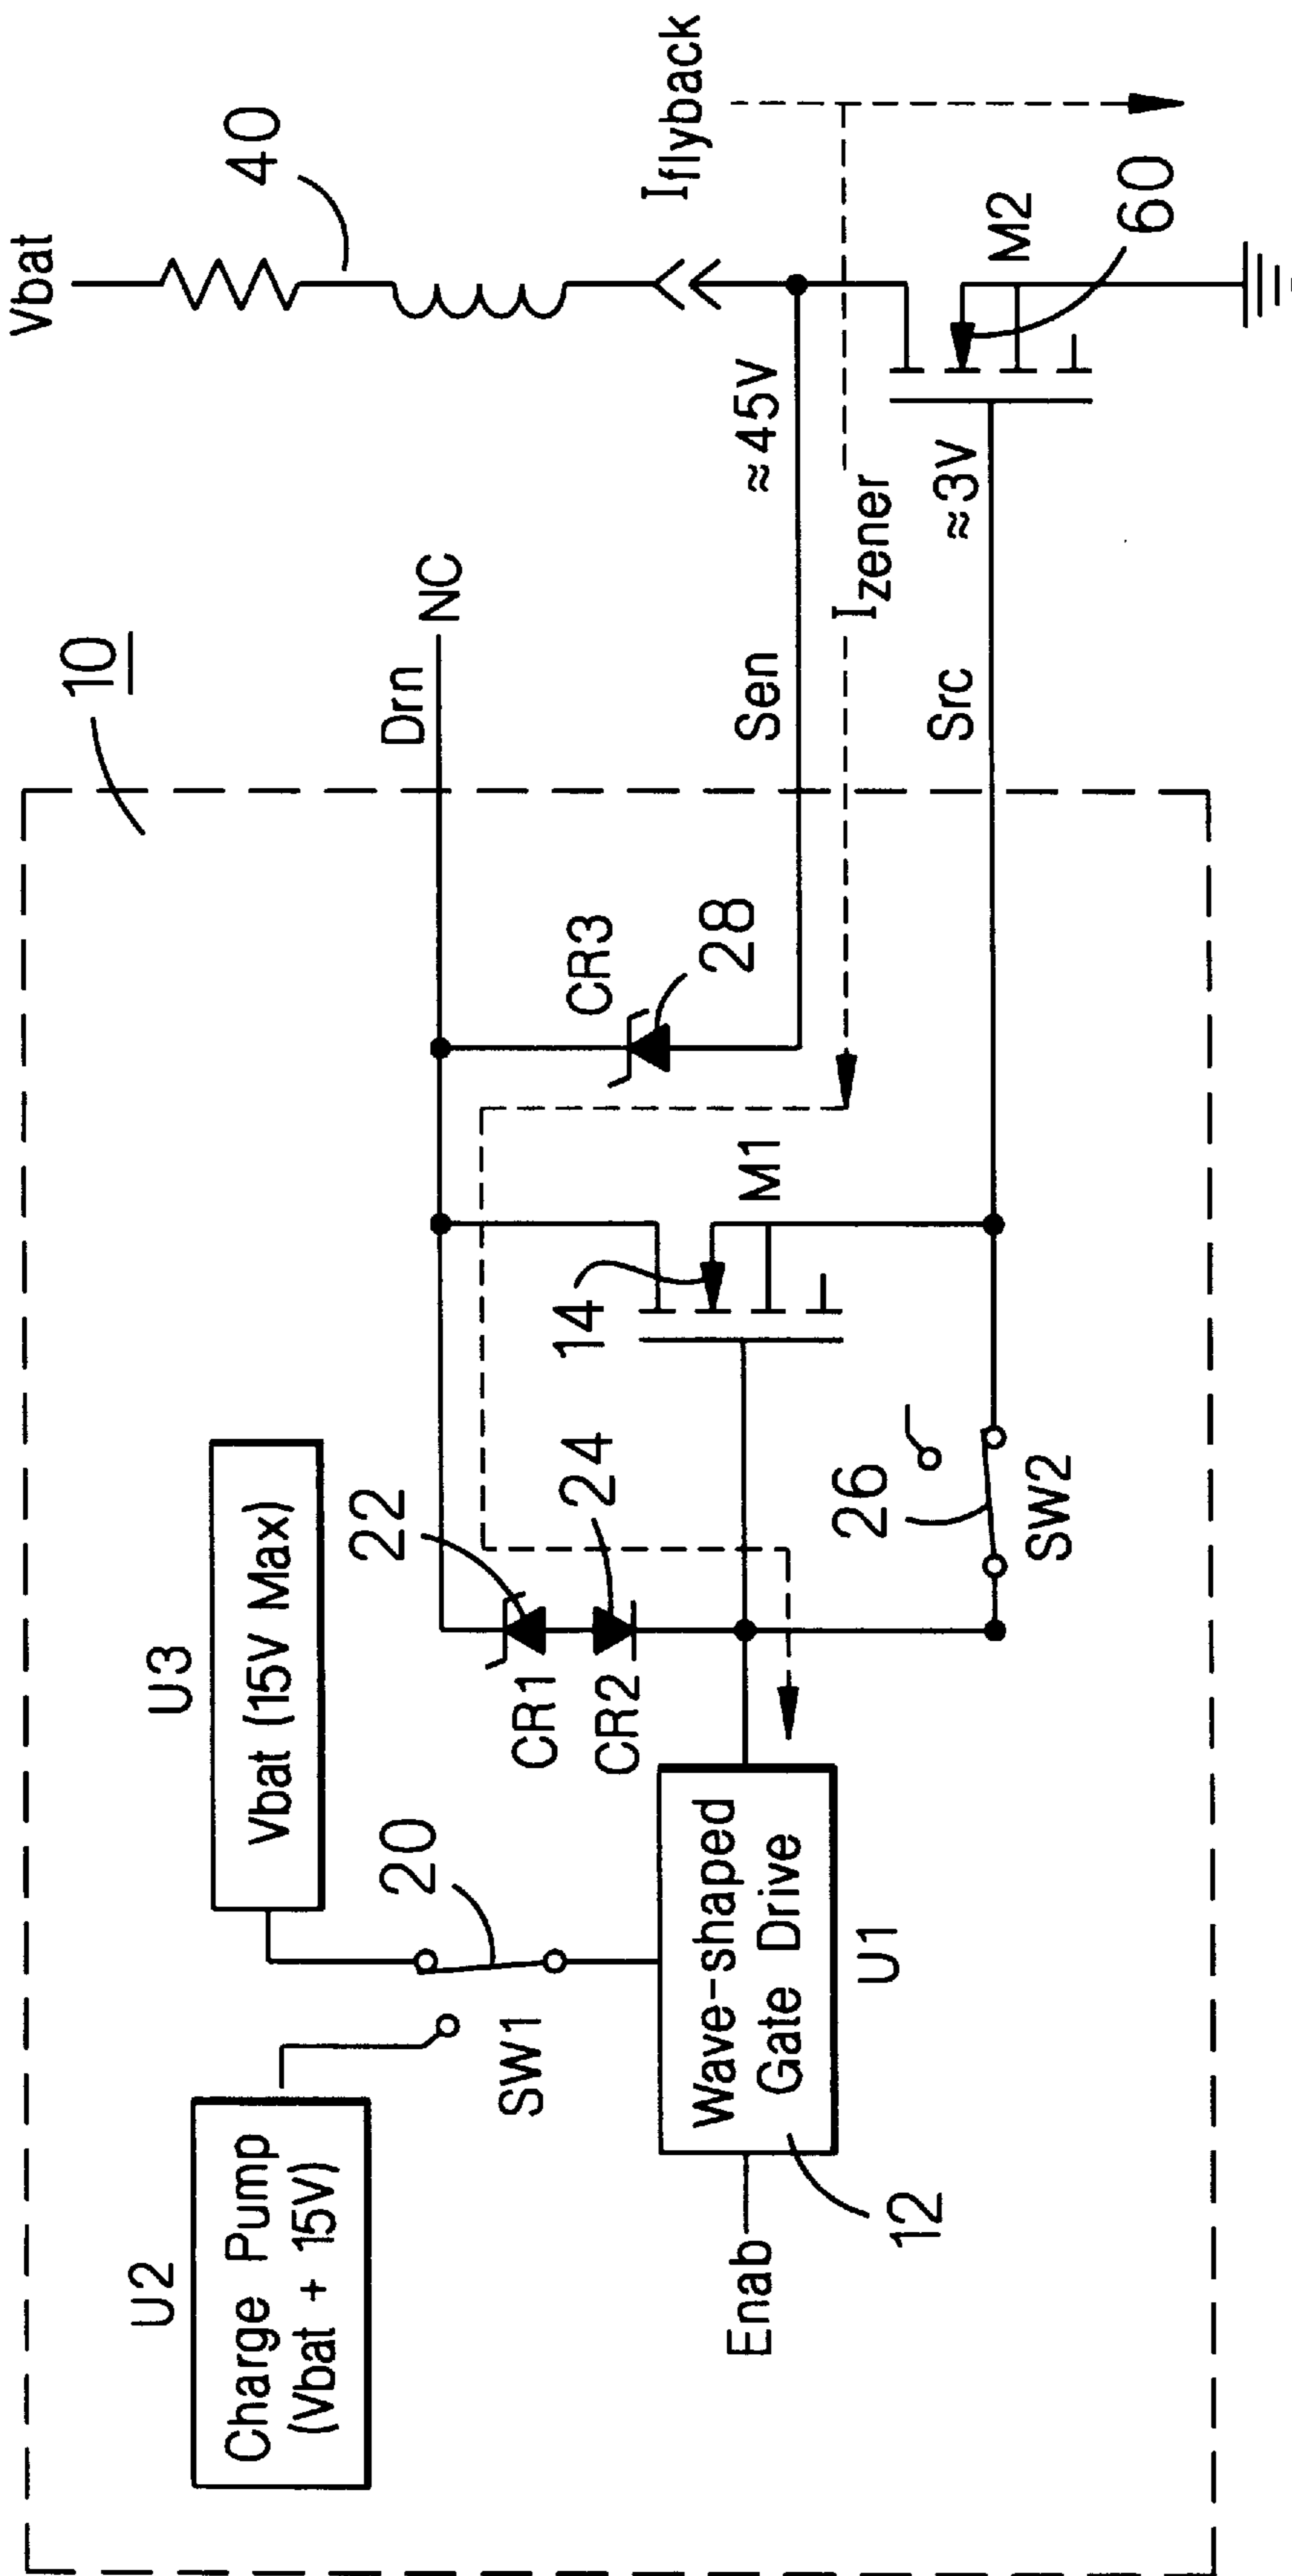 U2
Charge Pump
(Vbat + 15V)
U3
Vbat (15V Max)
10
Vbat
40
SW1
20
22
CR1
CR2
24
Drn
NC
CR3
28
Sen
≈45V
Iflyback
Enab
12
Wave-shaped
Gate Drive
U1
14
M1
Izener
26
SW2
Src
≈3V
M2
60